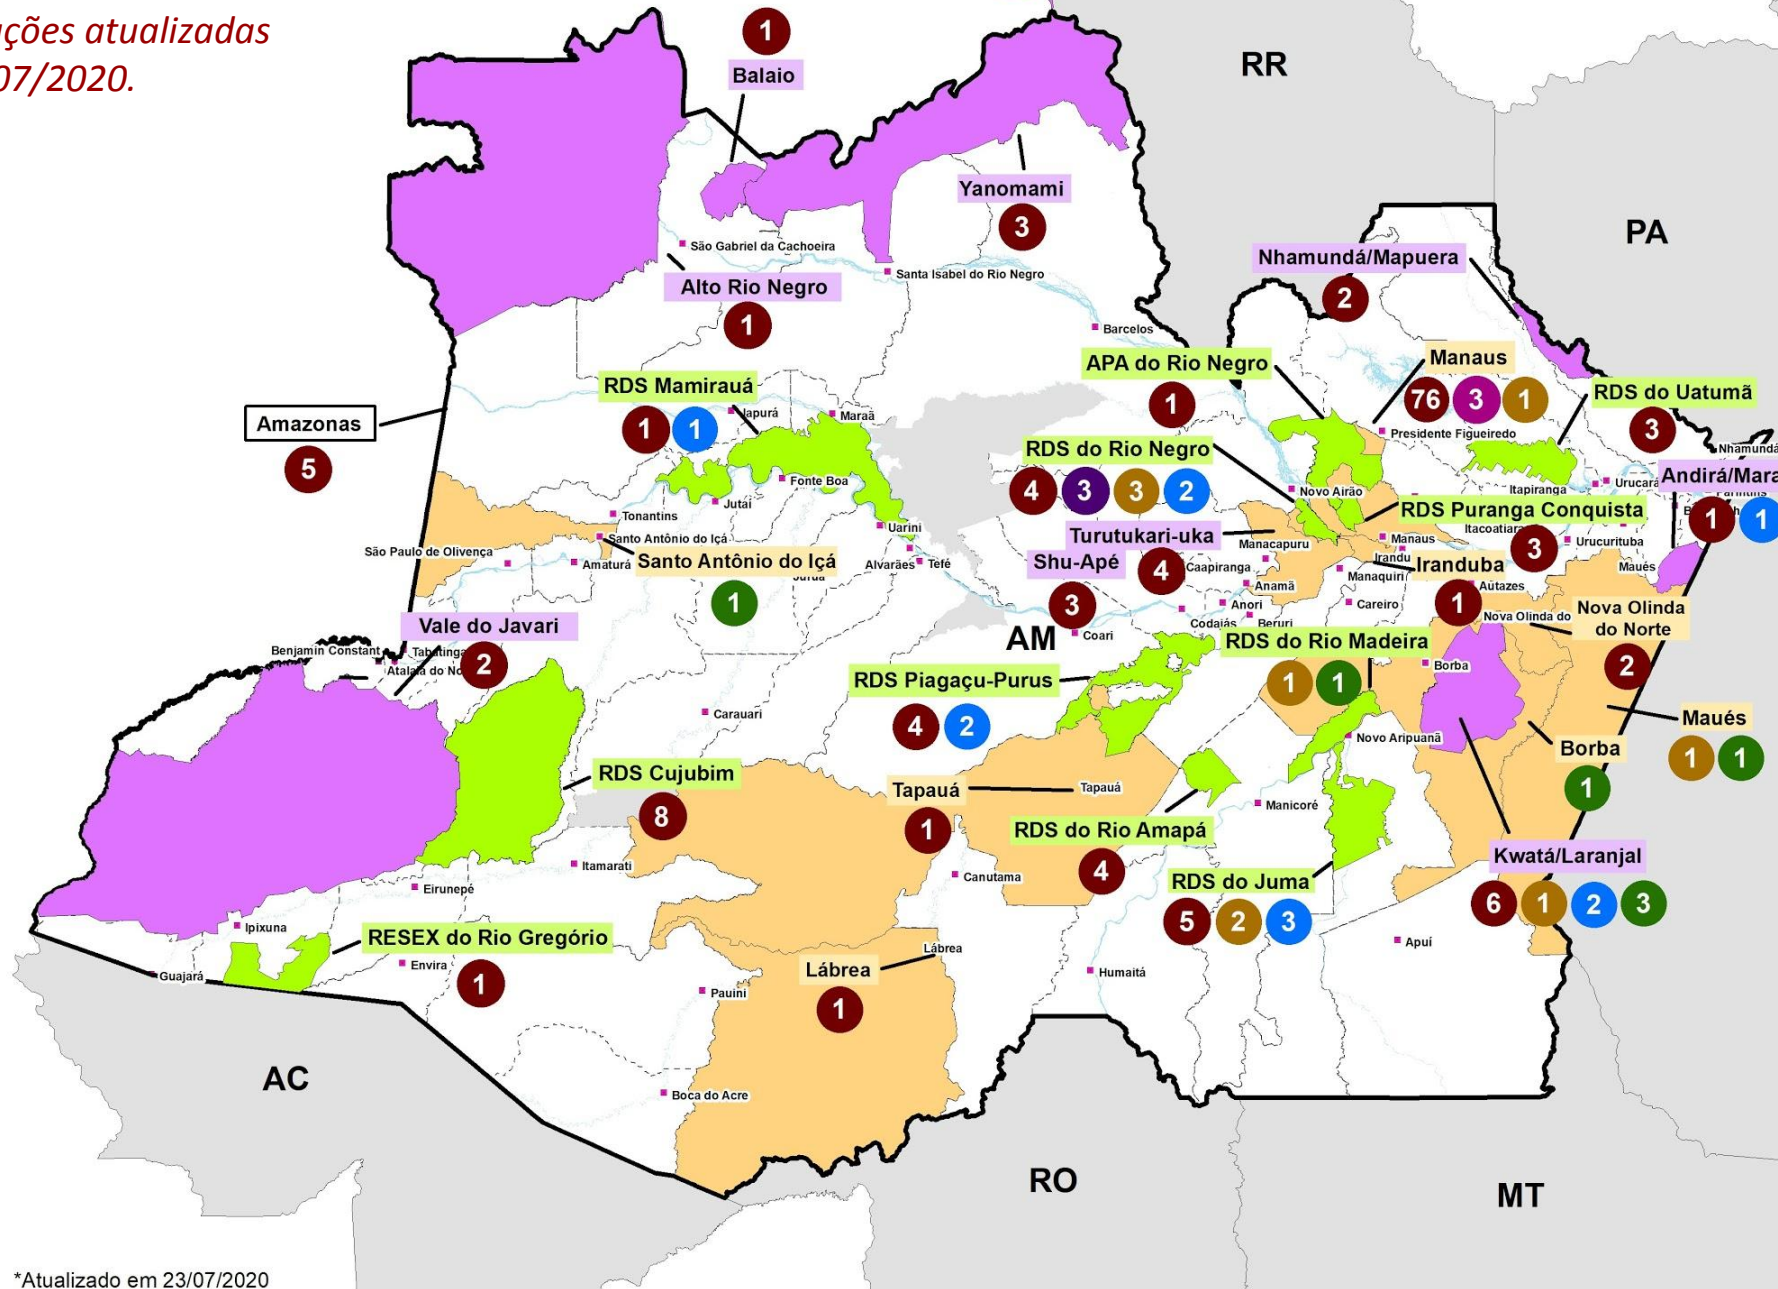 ções atualizadas
07/2020.
1
Balaio
RR
PA
Yanomami
3
São Gabriel da Cachoeira
Santa Isabel do Rio Negro
Alto Rio Negro
1
Nhamundá/Mapuera
2
Barcelos
APA do Rio Negro
1
Manaus
76 3 1
Presidente Figueiredo
RDS do Uatumã
3
Nhamundá
RDS Mamirauá
1 1
Iapurá
Maraã
Amazonas
5
RDS do Rio Negro
4 3 3 2
Novo Airão
Itapiranga
Urucará
Andirá/Mara
1 1
Fonte Boa
Jutaí
Tonantins
Uarini
Santo Antônio do Içá
São Paulo de Olivença
Amaturá
Santo Antônio do Içá
1
Alvarães
Tefé
RDS Puranga Conquista
3
Itacoatiara
Urucurituba
Turutukari-uka
4
Manacapuru
Manaus
Irandu
Shu-Apé
3
Caapiranga
Manaquiri
Iranduba
1
Autazes
Maués
Anamã
Anori
Codajás
Beruri
Careiro
Coari
AM
Nova Olinda do
Nova Olinda
do Norte
2
Vale do Javari
2
Benjamin Constant
Tabatinga
Atalaia do No
RDS do Rio Madeira
1 1
Borba
RDS Piagaçu-Purus
4 2
Carauari
Novo Aripuanã
Maués
1 1
Borba
1
RDS Cujubim
8
Tapauá
1
Tapauá
Manicoré
RDS do Rio Amapá
4
Kwatá/Laranjal
6 1 2 3
RDS do Juma
5 2 3
Itamarati
Eirunepé
Canutama
Ipixuna
RESEX do Rio Gregório
1
Envira
Guajará
Lábrea
Lábrea
1
Apuí
Humaitá
Pauini
AC
Boca do Acre
RO
MT
*Atualizado em 23/07/2020